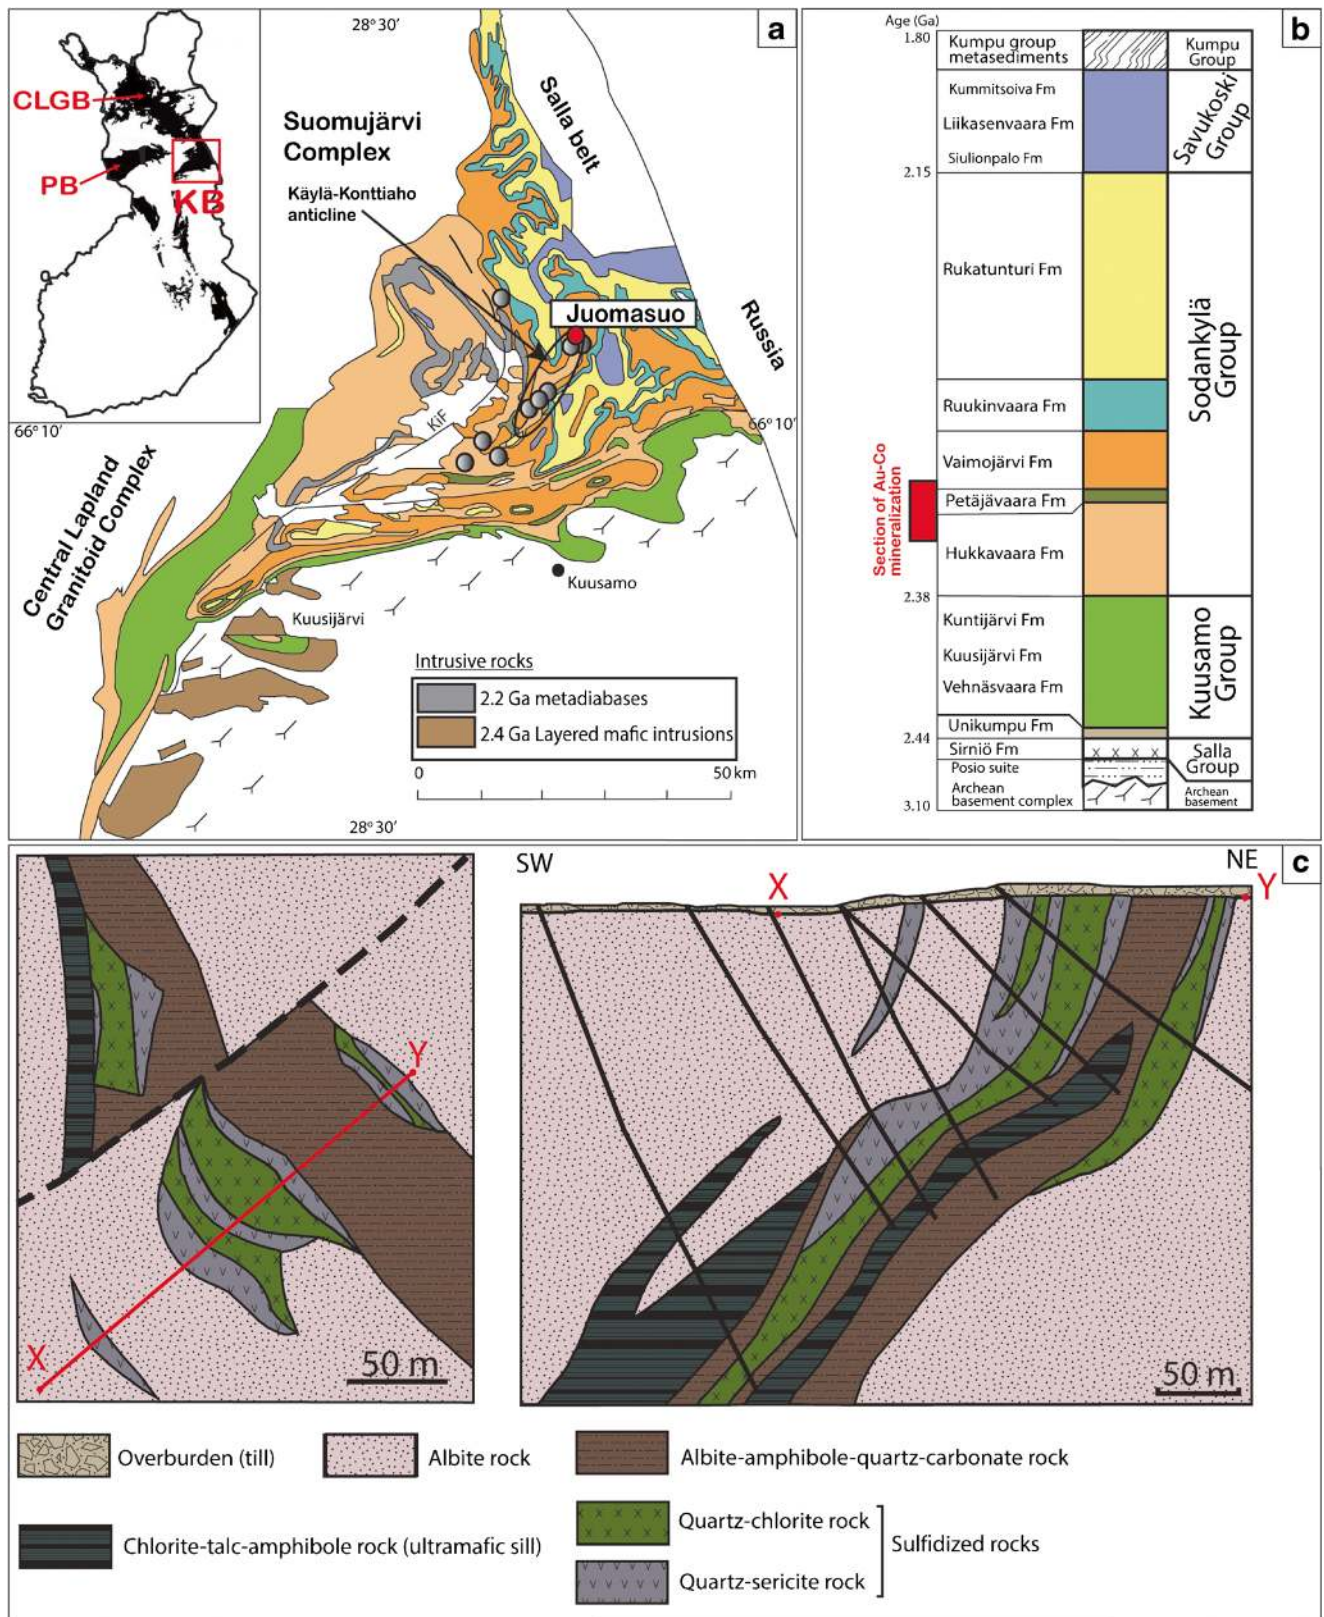 a
28° 30′
CLGB
PB
KB
Suomujärvi
Complex
Käylä-Konttiaho
anticline
Salla belt
Juomasuo
Russia
KiF
66° 10′
66° 10′
Central Lapland
Granitoid Complex
Kuusamo
Kuusijärvi
Intrusive rocks
2.2 Ga metadiabases
2.4 Ga Layered mafic intrusions
0
50 km
28° 30′
b
Age (Ga)
1.80
Kumpu group
metasediments
Kumpu
Group
Kummitsoiva Fm
Liikasenvaara Fm
Siulionpalo Fm
Savukoski
Group
2.15
Rukatunturi Fm
Ruukinvaara Fm
Vaimojärvi Fm
Petäjävaara Fm
Hukkavaara Fm
Sodankylä
Group
Section of Au-Co
mineralization
2.38
Kuntijärvi Fm
Kuusijärvi Fm
Vehnäsvaara Fm
Unikumpu Fm
Kuusamo
Group
2.44
Sirniö Fm
Posio suite
Salla
Group
Archean
basement complex
Archean
basement
3.10
c
SW
NE
X
Y
Y
X
50 m
50 m
Overburden (till)
Albite rock
Albite-amphibole-quartz-carbonate rock
Chlorite-talc-amphibole rock (ultramafic sill)
Quartz-chlorite rock
Quartz-sericite rock
Sulfidized rocks